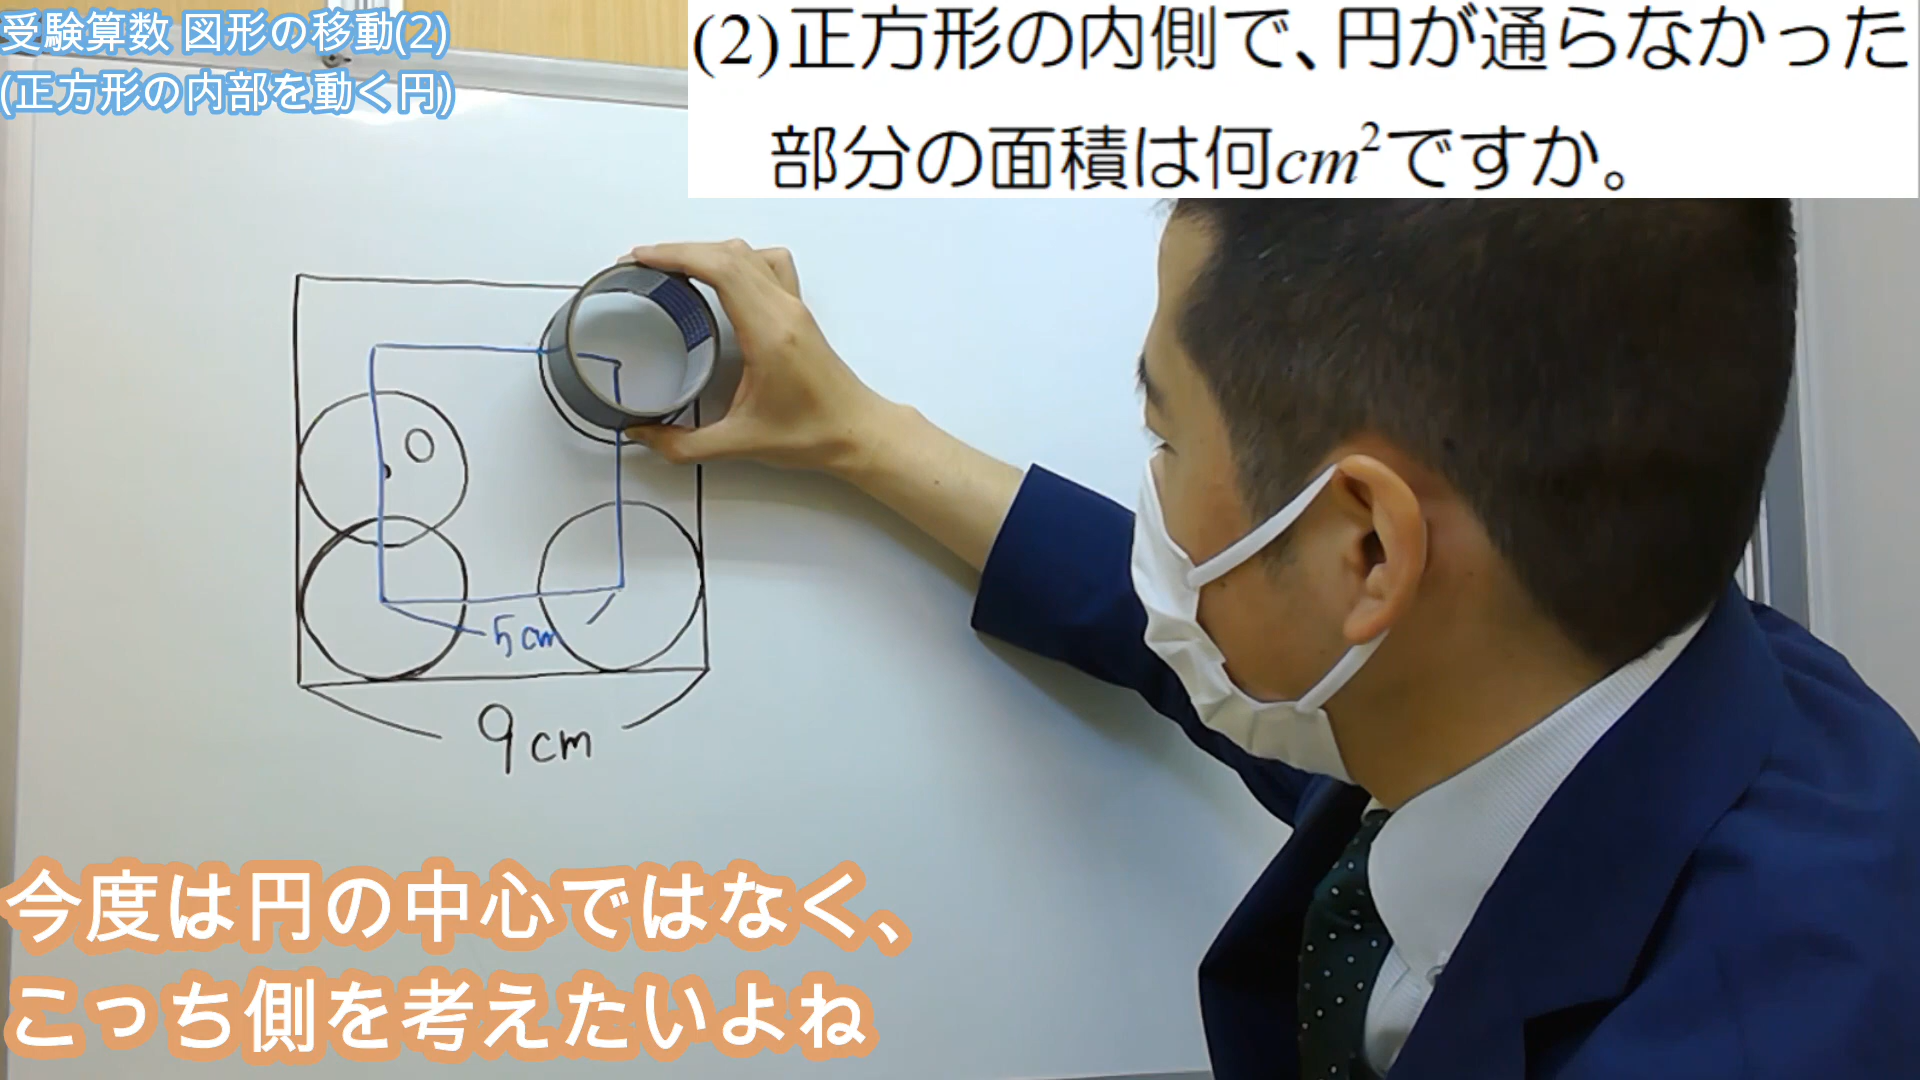 受験算数 図形の移動(2)
(正方形の内部を動く円)
(2)正方形の内側で、円が通らなかった
部分の面積は何cm²ですか。
O
5cm
9cm
今度は円の中心ではなく、
こっち側を考えたいよね